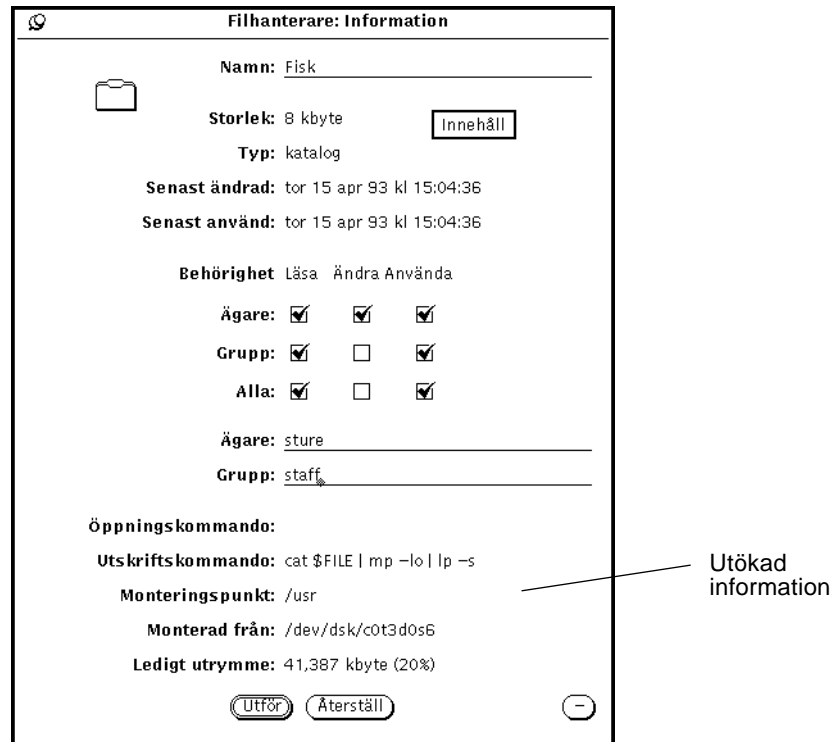 Filhanterare: Information
Namn: Fisk
Storlek: 8 kbyte
Innehåll
Typ: katalog
Senast ändrad: tor 15 apr 93 kl 15:04:36
Senast använd: tor 15 apr 93 kl 15:04:36
Behörighet Läsa Ändra Använda
Ägare:
Grupp:
Alla:
Ägare: sture
Grupp: staff
Öppningskommando:
Utskriftskommando: cat $FILE | mp –lo | lp –s
Monteringspunkt: /usr
Monterad från: /dev/dsk/c0t3d0s6
Ledigt utrymme: 41,387 kbyte (20%)
Utför Återställ –
Utökad
information